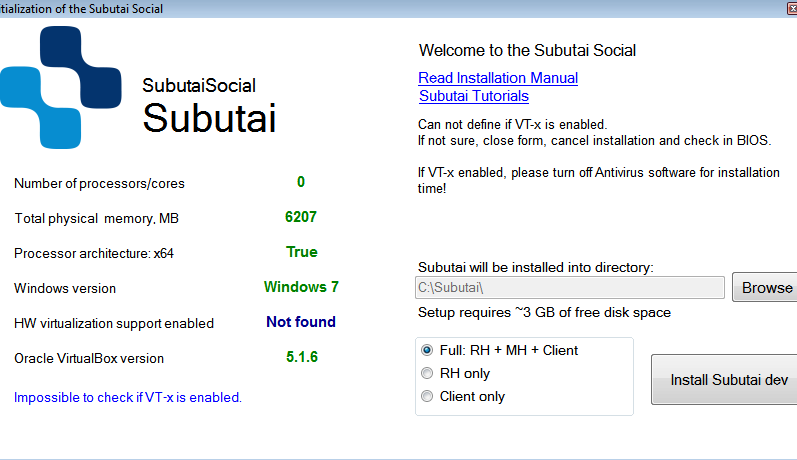 itialization of the Subutai Social
SubutaiSocial
Subutai
Number of processors/cores 0
Total physical memory, MB 6207
Processor architecture: x64 True
Windows version Windows 7
HW virtualization support enabled Not found
Oracle VirtualBox version 5.1.6
Impossible to check if VT-x is enabled.
Welcome to the Subutai Social
Read Installation Manual
Subutai Tutorials
Can not define if VT-x is enabled.
If not sure, close form, cancel installation and check in BIOS.
If VT-x enabled, please turn off Antivirus software for installation
time!
Subutai will be installed into directory:
C:\Subutai\ Browse
Setup requires ~3 GB of free disk space
Full: RH + MH + Client
RH only
Client only
Install Subutai dev